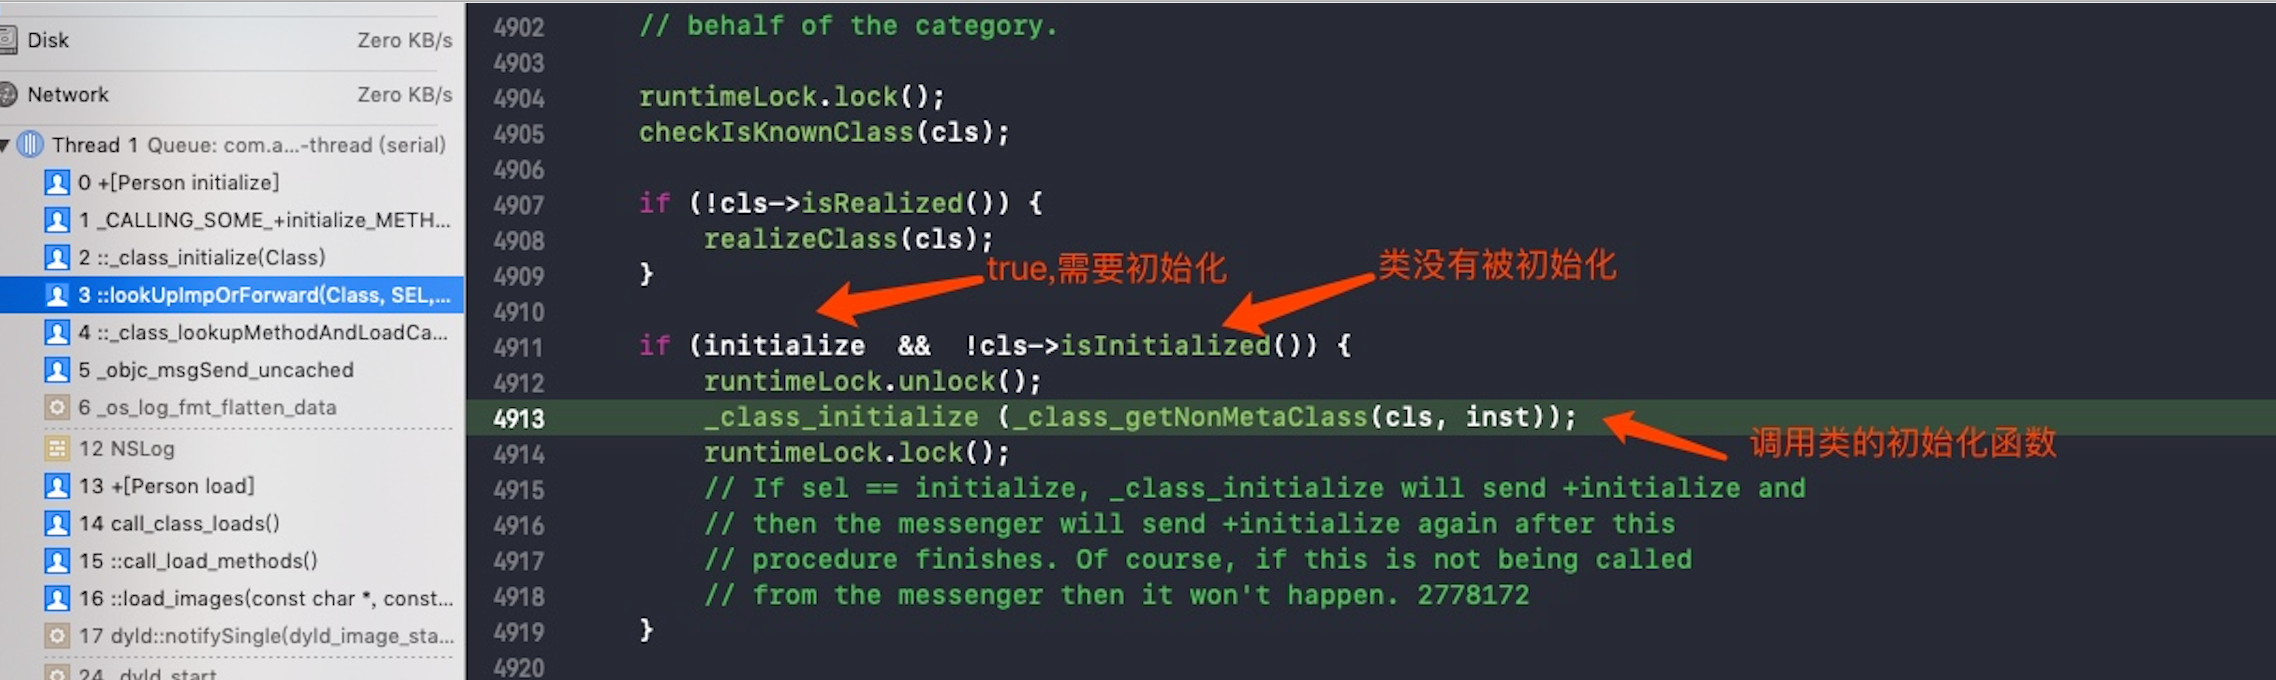 Disk Zero KB/s
Network Zero KB/s
Thread 1 Queue: com.a...-thread (serial)
0 +[Person initialize]
1 _CALLING_SOME_+initialize_METH...
2 ::_class_initialize(Class)
3 ::lookUpImpOrForward(Class, SEL,...
4 ::_class_lookupMethodAndLoadCa...
5 _objc_msgSend_uncached
6 _os_log_fmt_flatten_data
12 NSLog
13 +[Person load]
14 call_class_loads()
15 ::call_load_methods()
16 ::load_images(const char *, const...
17 dyld::notifySingle(dyld_image_sta...
24 _dyld_start
4902 // behalf of the category.
4903
4904 runtimeLock.lock();
4905 checkIsKnownClass(cls);
4906
4907 if (!cls->isRealized()) {
4908 realizeClass(cls);
4909 }
true,需要初始化
类没有被初始化
4910
4911 if (initialize && !cls->isInitialized()) {
4912 runtimeLock.unlock();
4913 _class_initialize (_class_getNonMetaClass(cls, inst));
调用类的初始化函数
4914 runtimeLock.lock();
4915 // If sel == initialize, _class_initialize will send +initialize and
4916 // then the messenger will send +initialize again after this
4917 // procedure finishes. Of course, if this is not being called
4918 // from the messenger then it won't happen. 2778172
4919 }
4920